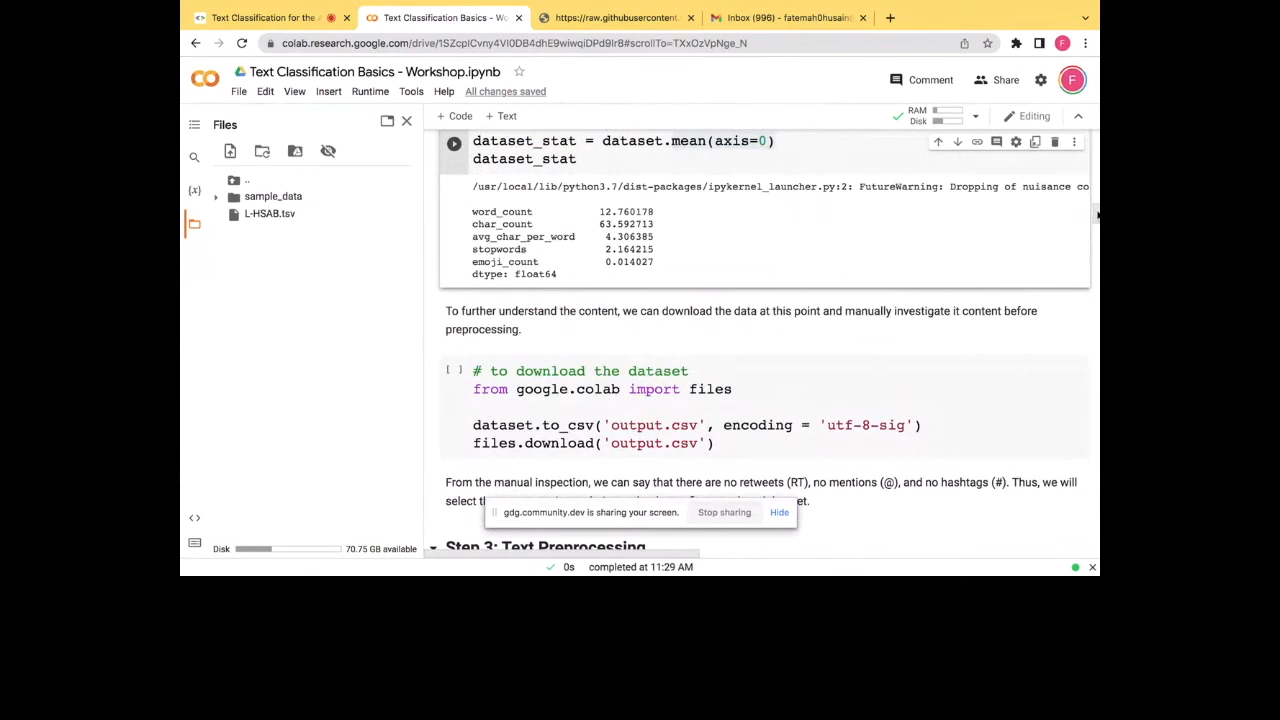 Text Classification for the
Text Classification Basics - Wo
https://raw.githubusercontent.
Inbox (996) - fatemah0husain
colab.research.google.com/drive/1SZcpICvny4VI0DB4dhE9wiwqiDPd9Ir8#scrollTo=TXxOzVpNge_N
F
Text Classification Basics - Workshop.ipynb
File Edit View Insert Runtime Tools Help All changes saved
Comment Share F
Files
+ Code + Text
RAM
Disk
Editing
..
sample_data
L-HSAB.tsv
{x}
dataset_stat = dataset.mean(axis=0)
dataset_stat
/usr/local/lib/python3.7/dist-packages/ipykernel_launcher.py:2: FutureWarning: Dropping of nuisance co
word_count 12.760178
char_count 63.592713
avg_char_per_word 4.306385
stopwords 2.164215
emoji_count 0.014027
dtype: float64
To further understand the content, we can download the data at this point and manually investigate it content before
preprocessing.
[ ] # to download the dataset
from google.colab import files
dataset.to_csv('output.csv', encoding = 'utf-8-sig')
files.download('output.csv')
From the manual inspection, we can say that there are no retweets (RT), no mentions (@), and no hashtags (#). Thus, we will
select
gdg.community.dev is sharing your screen. Stop sharing Hide
Step 3: Text Preprocessing
Disk 70.75 GB available
0s completed at 11:29 AM